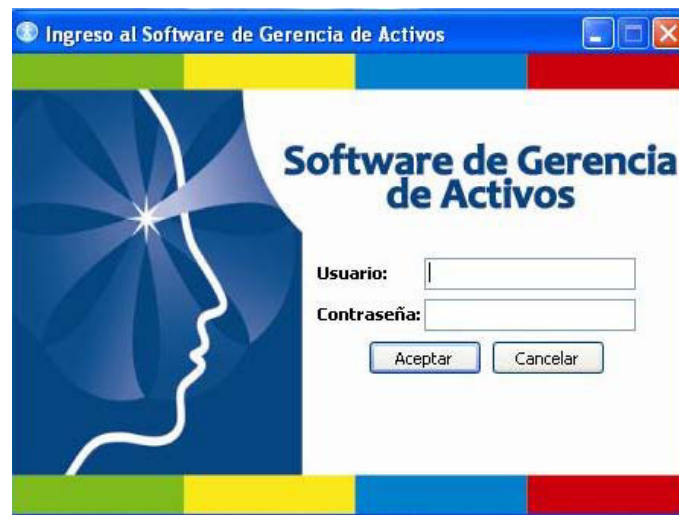 Ingreso al Software de Gerencia de Activos
Software de Gerencia
de Activos
Usuario:
Contraseña:
Aceptar Cancelar